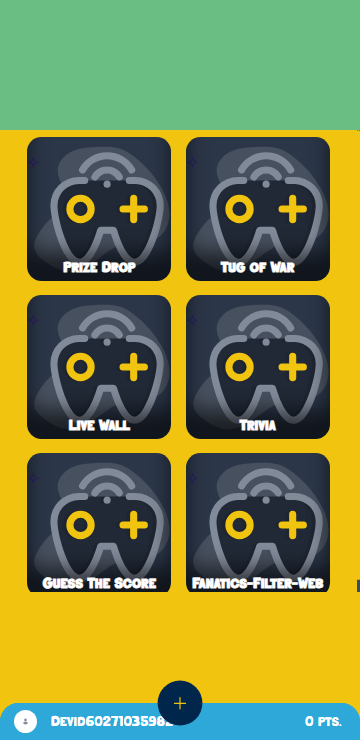 Prize Drop
Tug of War
Live Wall
Trivia
Guess The Score
Fanatics-Filter-Web
0 pts.